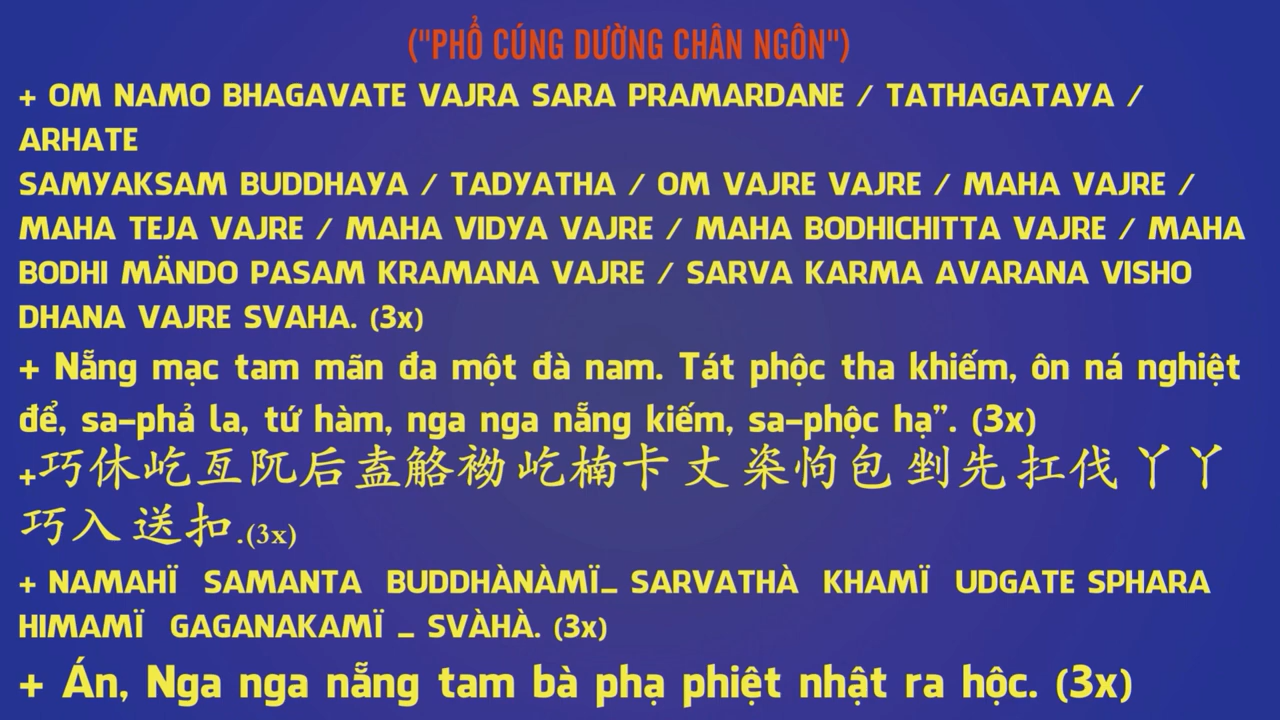 ("PHỔ CÚNG DƯỜNG CHÂN NGÔN")
+ OM NAMO BHAGAVATE VAJRA SARA PRAMARDANE / TATHAGATAYA /
ARHATE
SAMYAKSAM BUDDHAYA / TADYATHA / OM VAJRE VAJRE / MAHA VAJRE /
MAHA TEJA VAJRE / MAHA VIDYA VAJRE / MAHA BODHICHITTA VAJRE / MAHA
BODHI MÄNDO PASAM KRAMANA VAJRE / SARVA KARMA AVARANA VISHO
DHANA VAJRE SVAHA. (3x)
+ Nẵng mạc tam mãn đa một đà nam. Tát phộc tha khiếm, ôn ná nghiệt
để, sa-phả la, tứ hàm, nga nga nẵng kiếm, sa-phộc hạ”. (3x)
+巧休屹亙阢后盍觡袎屹楠卡丈栥怐包剉先扛伐丫丫
巧入送扣.(3x)
+ NAMAHÏ SAMANTA BUDDHÀNÀMÏ_ SARVATHÀ KHAMÏ UDGATE SPHARA
HIMAMÏ GAGANAKAMÏ _ SVÀHÀ. (3x)
+ Án, Nga nga nẵng tam bà phạ phiệt nhật ra hộc. (3x)